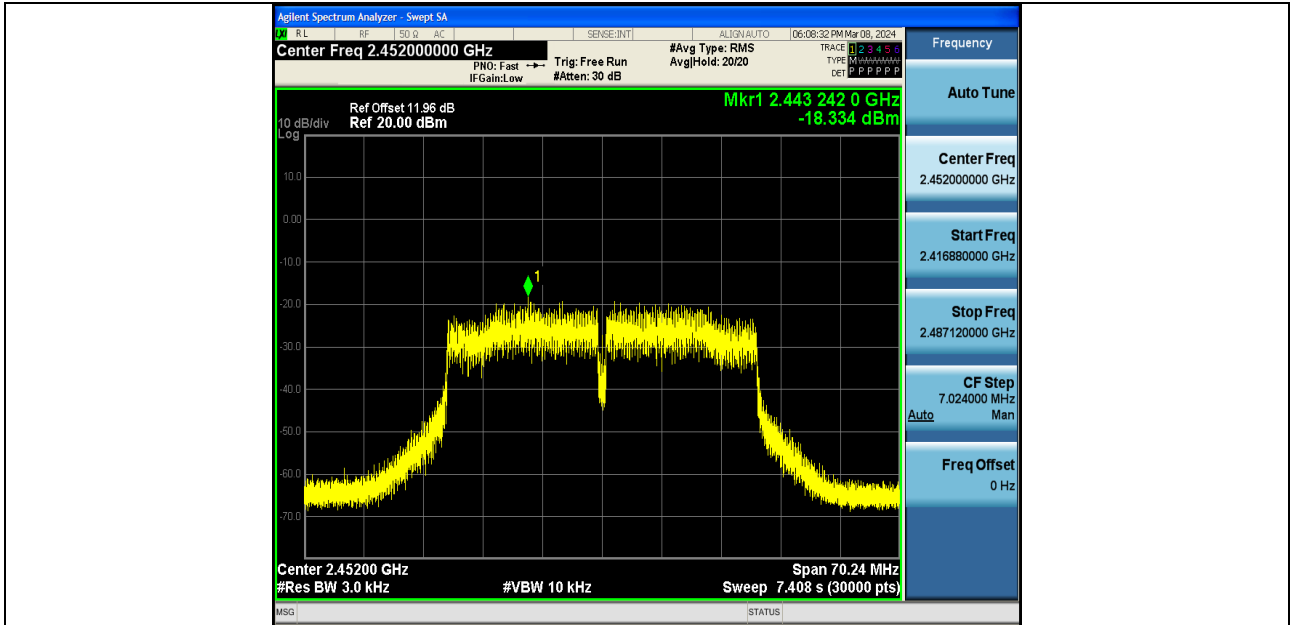 Agilent Spectrum Analyzer - Swept SA
LXI RL RF 50 Ω AC SENSE:INT ALIGN AUTO 06:08:32 PM Mar 08, 2024
Center Freq 2.452000000 GHz
PNO: Fast
IFGain:Low
Trig: Free Run
#Atten: 30 dB
#Avg Type: RMS
Avg|Hold: 20/20
TRACE 1 2 3 4 5 6
TYPE M
DET P P P P P P
Mkr1 2.443 242 0 GHz
-18.334 dBm
Ref Offset 11.96 dB
10 dB/div Ref 20.00 dBm
Log
10.0
0.00
-10.0
-20.0
-30.0
-40.0
-50.0
-60.0
-70.0
1
Center 2.45200 GHz Span 70.24 MHz
#Res BW 3.0 kHz #VBW 10 kHz Sweep 7.408 s (30000 pts)
MSG STATUS
Frequency
Auto Tune
Center Freq
2.452000000 GHz
Start Freq
2.416880000 GHz
Stop Freq
2.487120000 GHz
CF Step
7.024000 MHz
Auto Man
Freq Offset
0 Hz